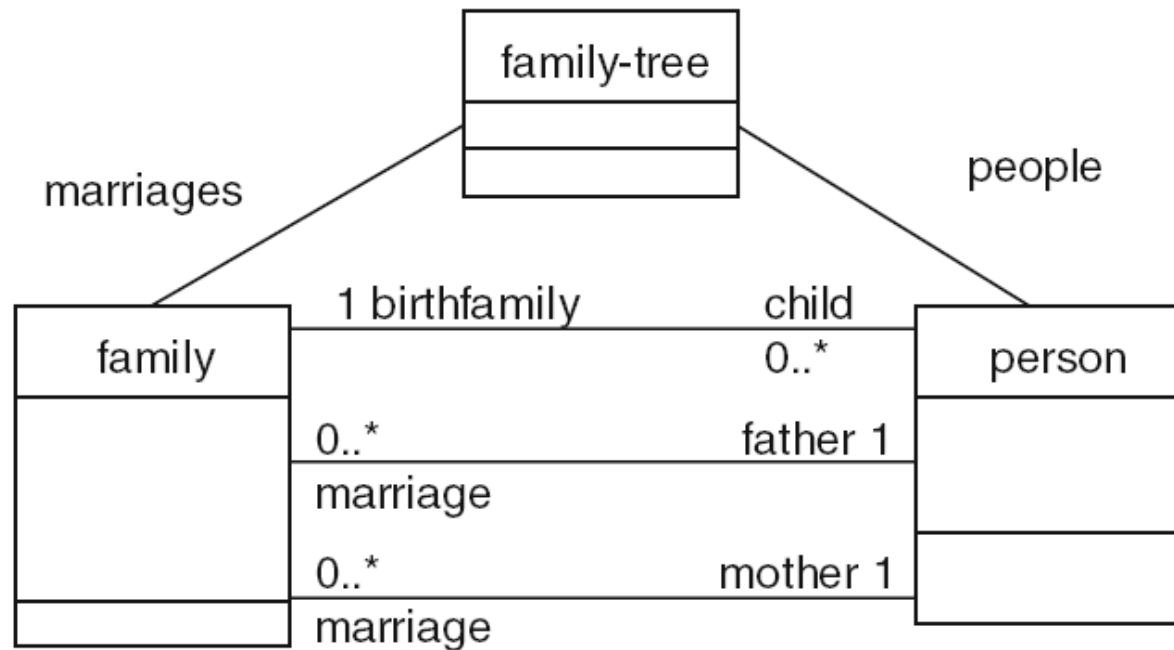 family-tree
marriages
people
1 birthfamily
child
family
0..*
person
0..*
father 1
marriage
0..*
mother 1
marriage